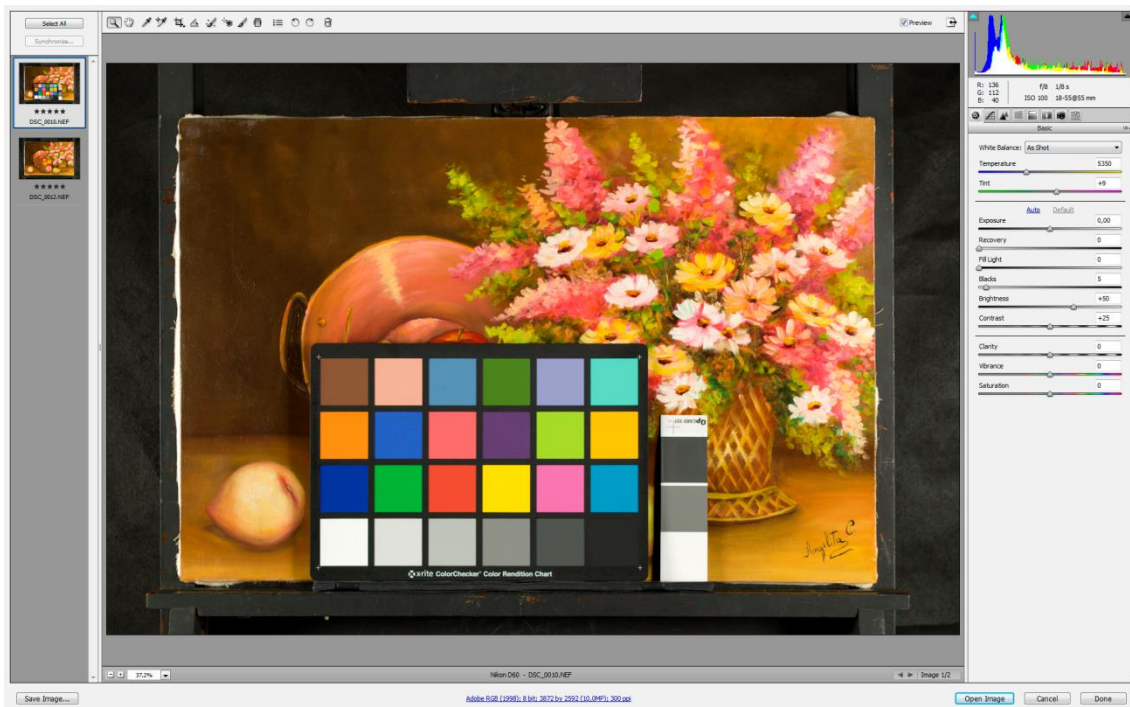 Select All
Synchronize...
DSC_0010.NEF
DSC_0012.NEF
Preview
R: 136
G: 112
B: 40
f/8 1/8 s
ISO 100 18-55@55 mm
Basic
White Balance: As Shot
Temperature 5350
Tint +9
Auto Default
Exposure 0,00
Recovery 0
Fill Light 0
Blacks 5
Brightness +50
Contrast +25
Clarity 0
Vibrance 0
Saturation 0
x-rite ColorChecker® Color Rendition Chart
Angelita C
37,2%
Nikon D60 - DSC_0010.NEF
Image 1/2
Save Image...
Adobe RGB (1998); 8 bit; 3872 by 2592 (10,0MP); 300 ppi
Open Image
Cancel
Done